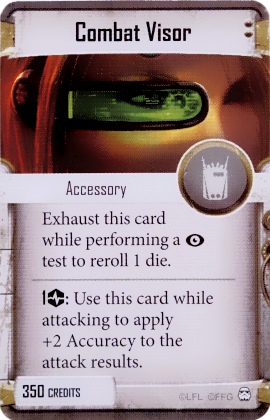 Combat Visor
Accessory
Exhaust this card
while performing a
test to reroll 1 die.
1 : Use this card while
attacking to apply
+2 Accuracy to the
attack results.
350 CREDITS
©LFL ©FFG